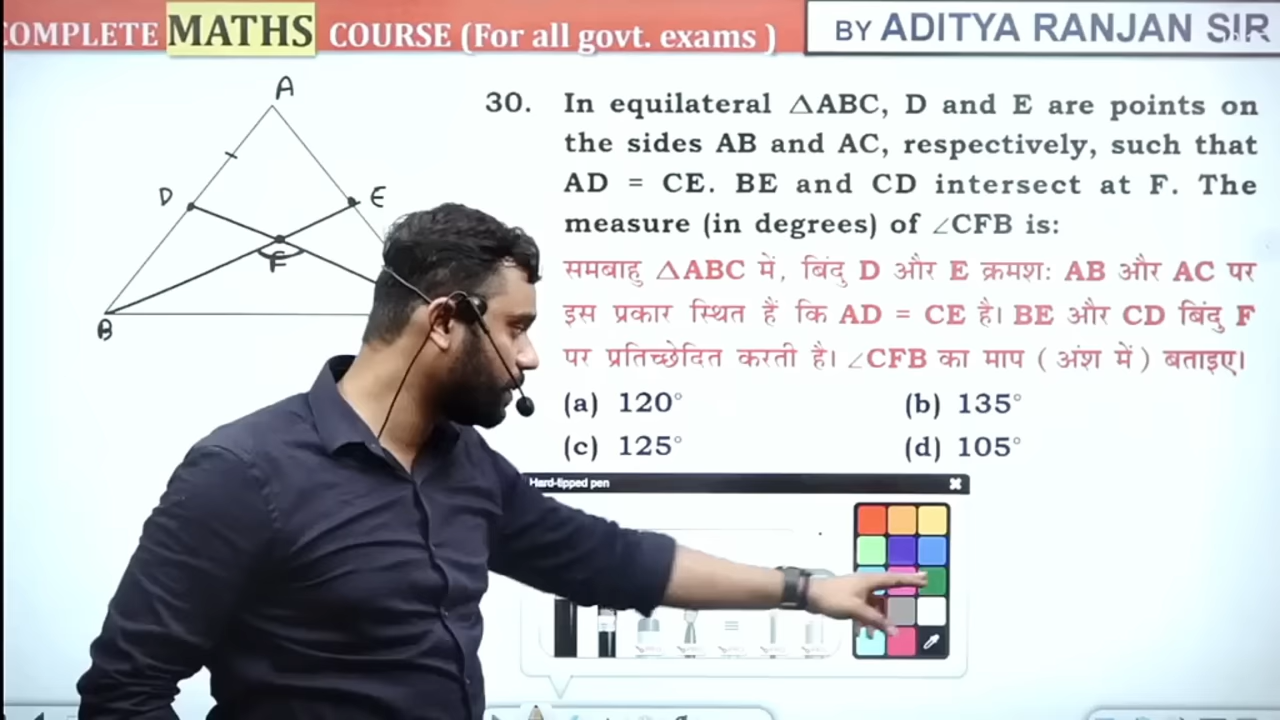 COMPLETE MATHS COURSE (For all govt. exams )
BY ADITYA RANJAN SIR
A
D
E
F
B
30. In equilateral △ABC, D and E are points on
the sides AB and AC, respectively, such that
AD = CE. BE and CD intersect at F. The
measure (in degrees) of ∠CFB is:
समबाहु △ABC में, बिंदु D और E क्रमशः AB और AC पर
इस प्रकार स्थित हैं कि AD = CE है। BE और CD बिंदु F
पर प्रतिच्छेदित करती है। ∠CFB का माप ( अंश में ) बताइए।
(a) 120° (b) 135°
(c) 125° (d) 105°
Hard-tipped pen